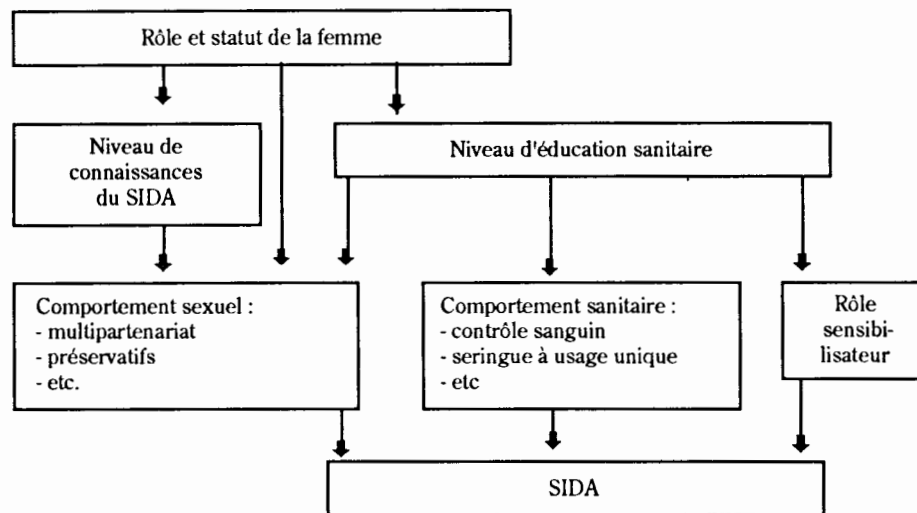 Rôle et statut de la femme
Niveau de
connaissances
du SIDA
Niveau d'éducation sanitaire
Comportement sexuel :
- multipartenariat
- préservatifs
- etc.
Comportement sanitaire :
- contrôle sanguin
- seringue à usage unique
- etc
Rôle
sensibi-
lisateur
SIDA